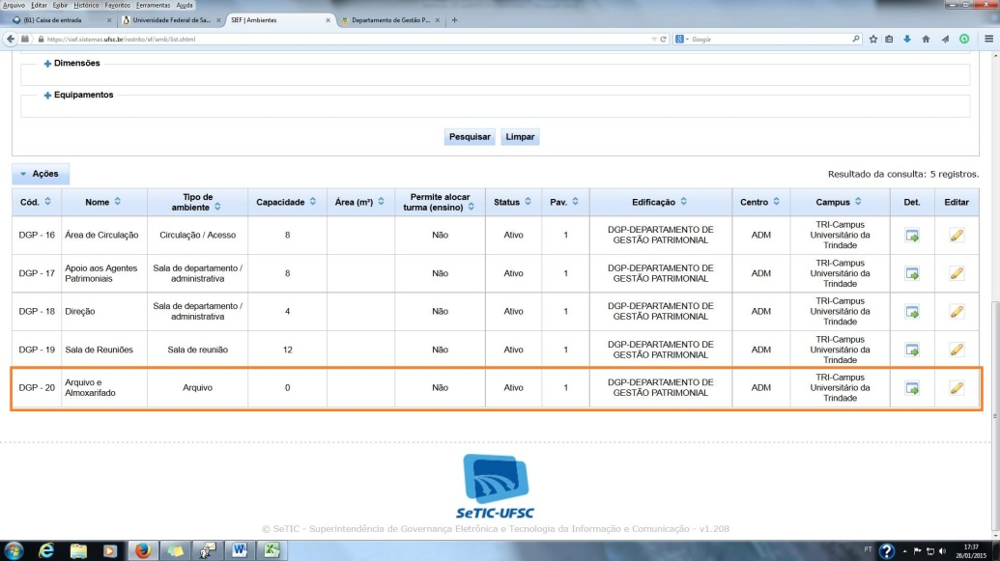 Arquivo Editar Exibir Histórico Favoritos Ferramentas Ajuda
(61) Caixa de entrada
Universidade Federal de Sa...
SIEF | Ambientes
Departamento de Gestão P...
https://sief.sistemas.ufsc.br/restrito/ef/amb/list.xhtml
Google
Dimensões
Equipamentos
Pesquisar Limpar
Ações
Resultado da consulta: 5 registros.
Cód. Nome Tipo de ambiente Capacidade Área (m²) Permite alocar turma (ensino) Status Pav. Edificação Centro Campus Det. Editar
DGP - 16 Área de Circulação Circulação / Acesso 8 Não Ativo 1 DGP-DEPARTAMENTO DE GESTÃO PATRIMONIAL ADM TRI-Campus Universitário da Trindade
DGP - 17 Apoio aos Agentes Patrimoniais Sala de departamento / administrativa 8 Não Ativo 1 DGP-DEPARTAMENTO DE GESTÃO PATRIMONIAL ADM TRI-Campus Universitário da Trindade
DGP - 18 Direção Sala de departamento / administrativa 4 Não Ativo 1 DGP-DEPARTAMENTO DE GESTÃO PATRIMONIAL ADM TRI-Campus Universitário da Trindade
DGP - 19 Sala de Reuniões Sala de reunião 12 Não Ativo 1 DGP-DEPARTAMENTO DE GESTÃO PATRIMONIAL ADM TRI-Campus Universitário da Trindade
DGP - 20 Arquivo e Almoxarifado Arquivo 0 Não Ativo 1 DGP-DEPARTAMENTO DE GESTÃO PATRIMONIAL ADM TRI-Campus Universitário da Trindade
SeTIC-UFSC
© SeTIC - Superintendência de Governança Eletrônica e Tecnologia da Informação e Comunicação - v1.208
PT
17:37
26/01/2015